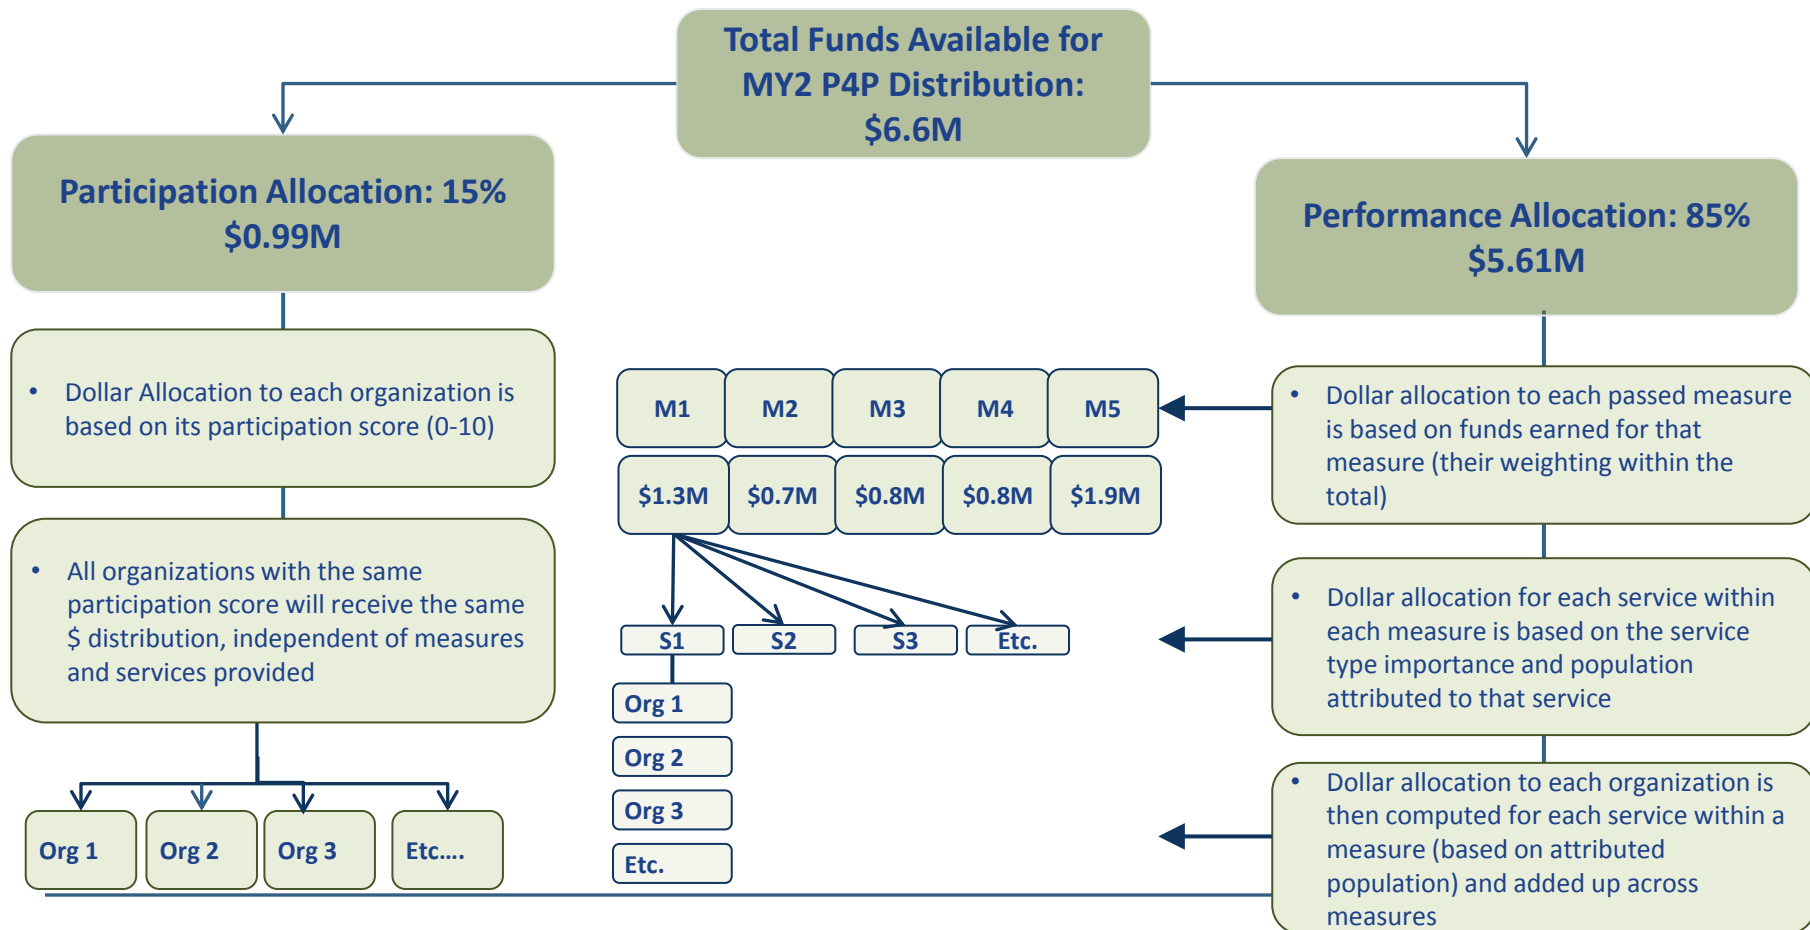 Total Funds Available for
MY2 P4P Distribution:
$6.6M
Participation Allocation: 15%
$0.99M
Performance Allocation: 85%
$5.61M
• Dollar Allocation to each organization is
based on its participation score (0-10)
• All organizations with the same
participation score will receive the same
$ distribution, independent of measures
and services provided
Org 1
Org 2
Org 3
Etc....
M1
M2
M3
M4
M5
$1.3M
$0.7M
$0.8M
$0.8M
$1.9M
S1
S2
S3
Etc.
Org 1
Org 2
Org 3
Etc.
• Dollar allocation to each passed measure
is based on funds earned for that
measure (their weighting within the
total)
• Dollar allocation for each service within
each measure is based on the service
type importance and population
attributed to that service
• Dollar allocation to each organization is
then computed for each service within a
measure (based on attributed
population) and added up across
measures